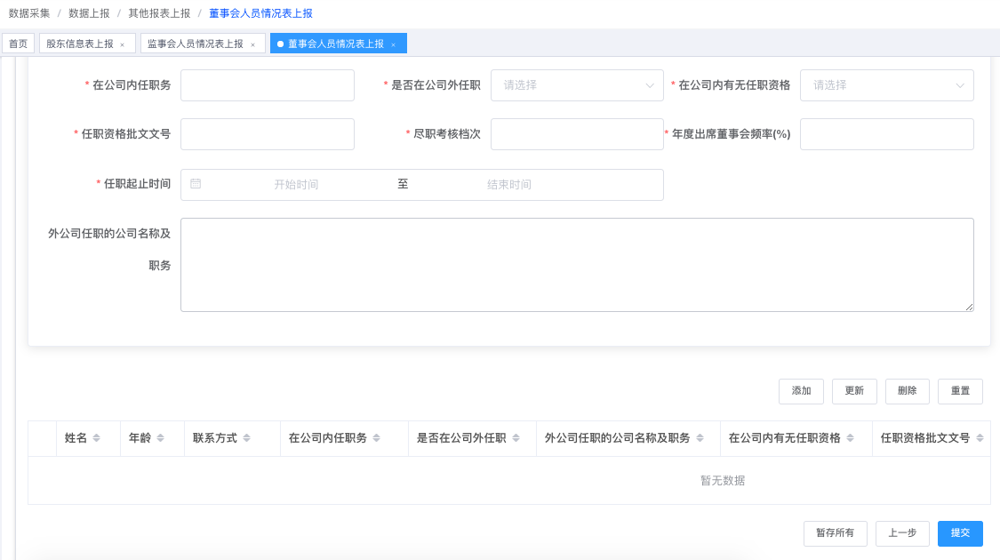 数据采集 / 数据上报 / 其他报表上报 / 董事会人员情况表上报
首页 股东信息表上报 × 监事会人员情况表上报 × 董事会人员情况表上报 ×
* 在公司内任职务 * 是否在公司外任职 请选择 * 在公司内有无任职资格 请选择
* 任职资格批文文号 * 尽职考核档次 * 年度出席董事会频率(%)
* 任职起止时间 开始时间 至 结束时间
外公司任职的公司名称及
职务
添加 更新 删除 重置
姓名 年龄 联系方式 在公司内任职务 是否在公司外任职 外公司任职的公司名称及职务 在公司内有无任职资格 任职资格批文文号
暂无数据
暂存所有 上一步 提交